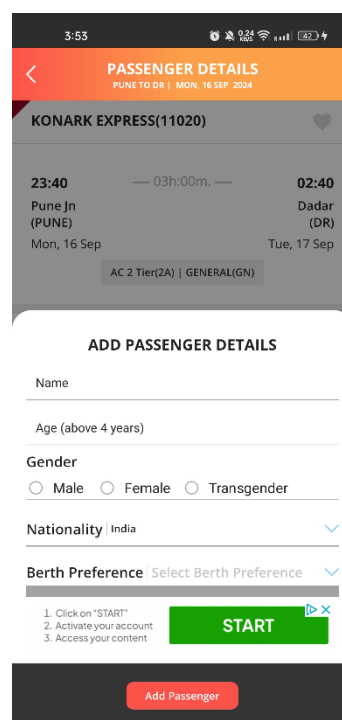 3:53
0.24
KB/S
42
PASSENGER DETAILS
PUNE TO DR | MON, 16 SEP 2024
KONARK EXPRESS(11020)
23:40
03h:00m.
02:40
Pune Jn
(PUNE)
Dadar
(DR)
Mon, 16 Sep
Tue, 17 Sep
AC 2 Tier(2A) | GENERAL(GN)
ADD PASSENGER DETAILS
Name
Age (above 4 years)
Gender
Male
Female
Transgender
Nationality India
Berth Preference Select Berth Preference
1. Click on "START"
2. Activate your account
3. Access your content
START
Add Passenger